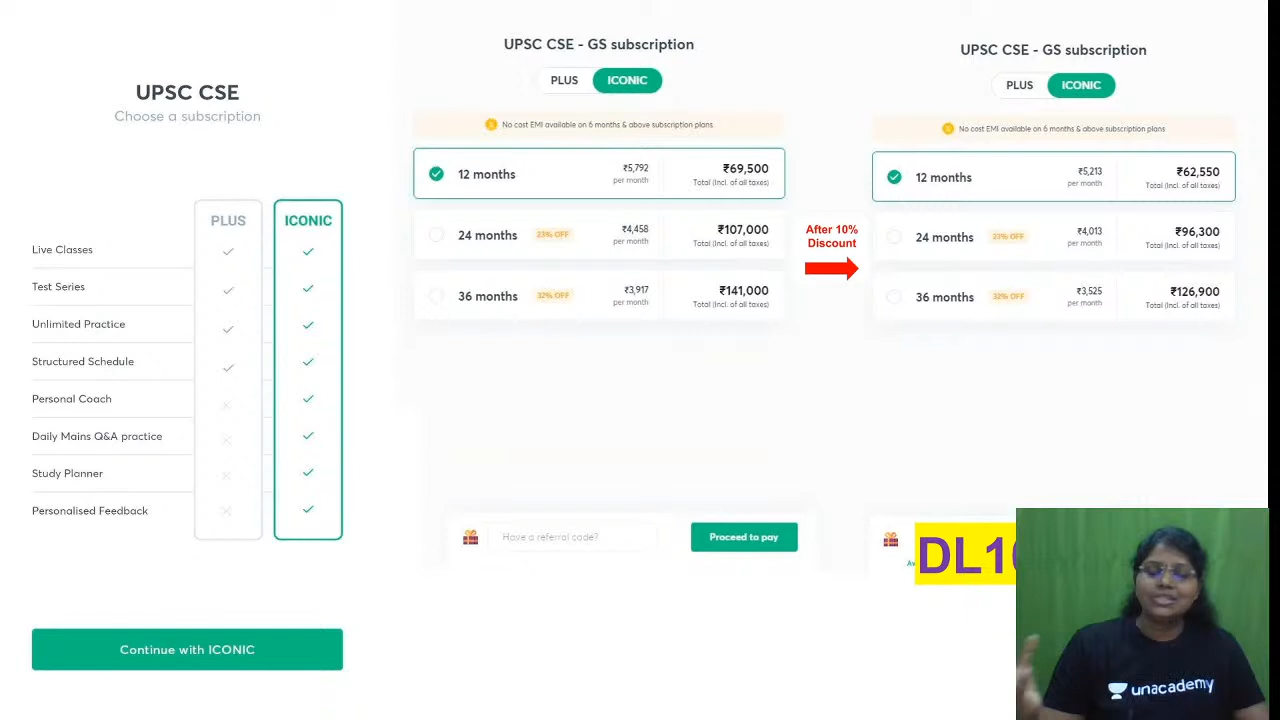 UPSC CSE
Choose a subscription
PLUS
ICONIC
Live Classes
Test Series
Unlimited Practice
Structured Schedule
Personal Coach
Daily Mains Q&A practice
Study Planner
Personalised Feedback
Continue with ICONIC
UPSC CSE - GS subscription
PLUS
ICONIC
No cost EMI available on 6 months & above subscription plans
12 months
₹5,792
per month
₹69,500
Total (Incl. of all taxes)
24 months
23% OFF
₹4,458
per month
₹107,000
Total (Incl. of all taxes)
36 months
32% OFF
₹3,917
per month
₹141,000
Total (Incl. of all taxes)
Have a referral code?
Proceed to pay
After 10%
Discount
UPSC CSE - GS subscription
PLUS
ICONIC
No cost EMI available on 6 months & above subscription plans
12 months
₹5,213
per month
₹62,550
Total (Incl. of all taxes)
24 months
23% OFF
₹4,013
per month
₹96,300
Total (Incl. of all taxes)
36 months
32% OFF
₹3,525
per month
₹126,900
Total (Incl. of all taxes)
unacademy